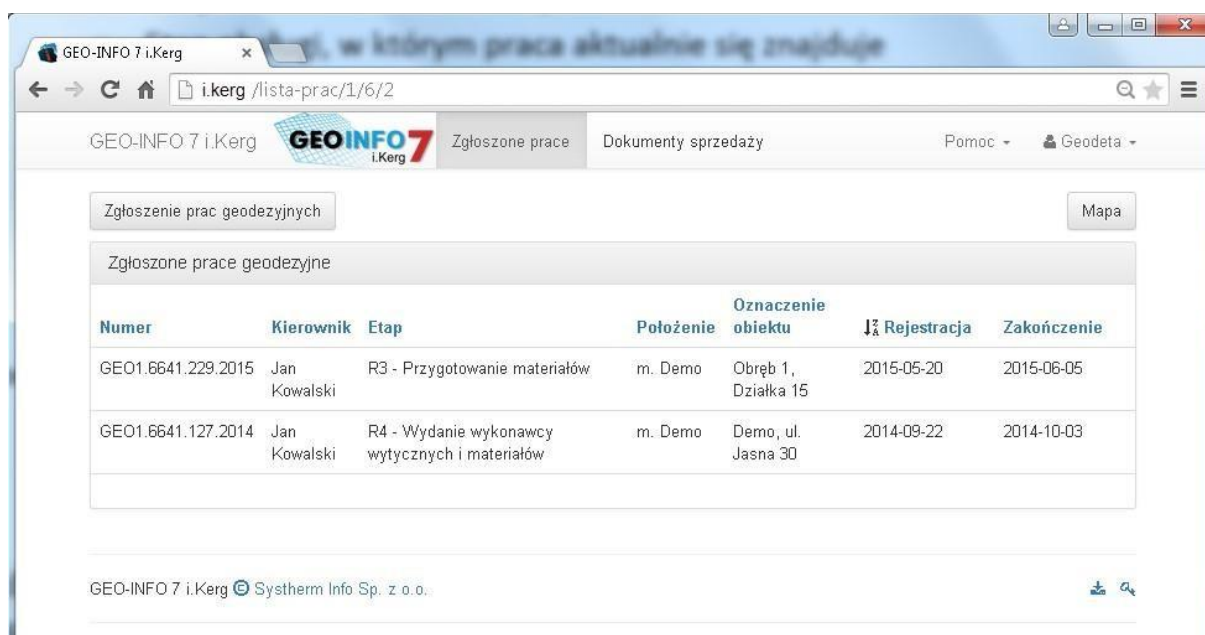 gi, w którym praca aktualnie się znajduje
GEO-INFO 7 i.Kerg
i.kerg /lista-prac/1/6/2
GEO-INFO 7 i.Kerg GEOINFO7 i.Kerg Zgłoszone prace Dokumenty sprzedaży Pomoc Geodeta
Zgłoszenie prac geodezyjnych Mapa
Zgłoszone prace geodezyjne
Numer Kierownik Etap Położenie Oznaczenie obiektu Rejestracja Zakończenie
GEO1.6641.229.2015 Jan Kowalski R3 - Przygotowanie materiałów m. Demo Obręb 1, Działka 15 2015-05-20 2015-06-05
GEO1.6641.127.2014 Jan Kowalski R4 - Wydanie wykonawcy wytycznych i materiałów m. Demo Demo, ul. Jasna 30 2014-09-22 2014-10-03
GEO-INFO 7 i.Kerg © Systherm Info Sp. z o.o.